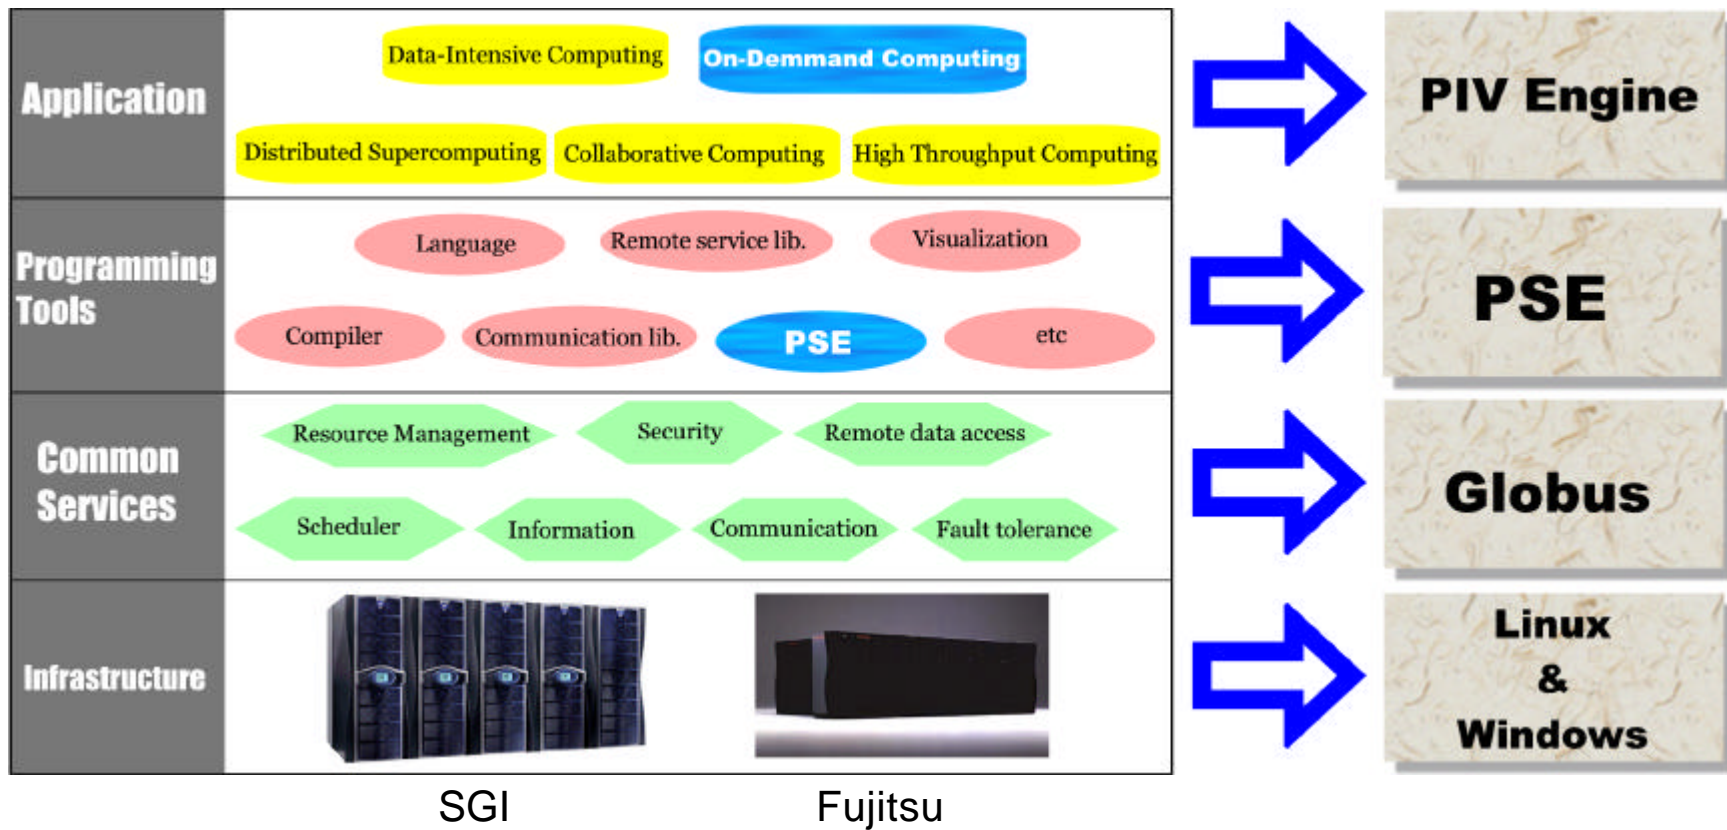 Application
Data-Intensive Computing
On-Demmand Computing
Distributed Supercomputing
Collaborative Computing
High Throughput Computing
PIV Engine
Programming
Tools
Language
Remote service lib.
Visualization
Compiler
Communication lib.
PSE
etc
PSE
Common
Services
Resource Management
Security
Remote data access
Scheduler
Information
Communication
Fault tolerance
Globus
Infrastructure
Linux
&
Windows
SGI
Fujitsu